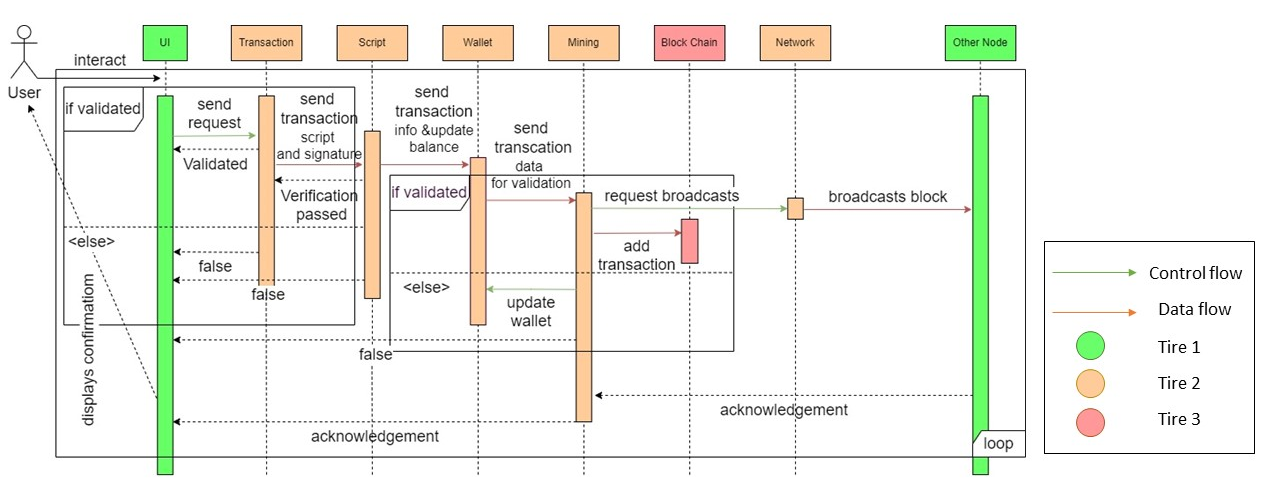 UI
Transaction
Script
Wallet
Mining
Block Chain
Network
Other Node
User
interact
if validated
send
request
Validated
send
transaction
script
and signature
Verification
passed
send
transaction
info &update
balance
send
transcation
data
for validation
if validated
request broadcasts
broadcasts block
add
transaction
<else>
false
false
<else>
update
wallet
false
displays confirmation
acknowledgement
acknowledgement
loop
Control flow
Data flow
Tire 1
Tire 2
Tire 3